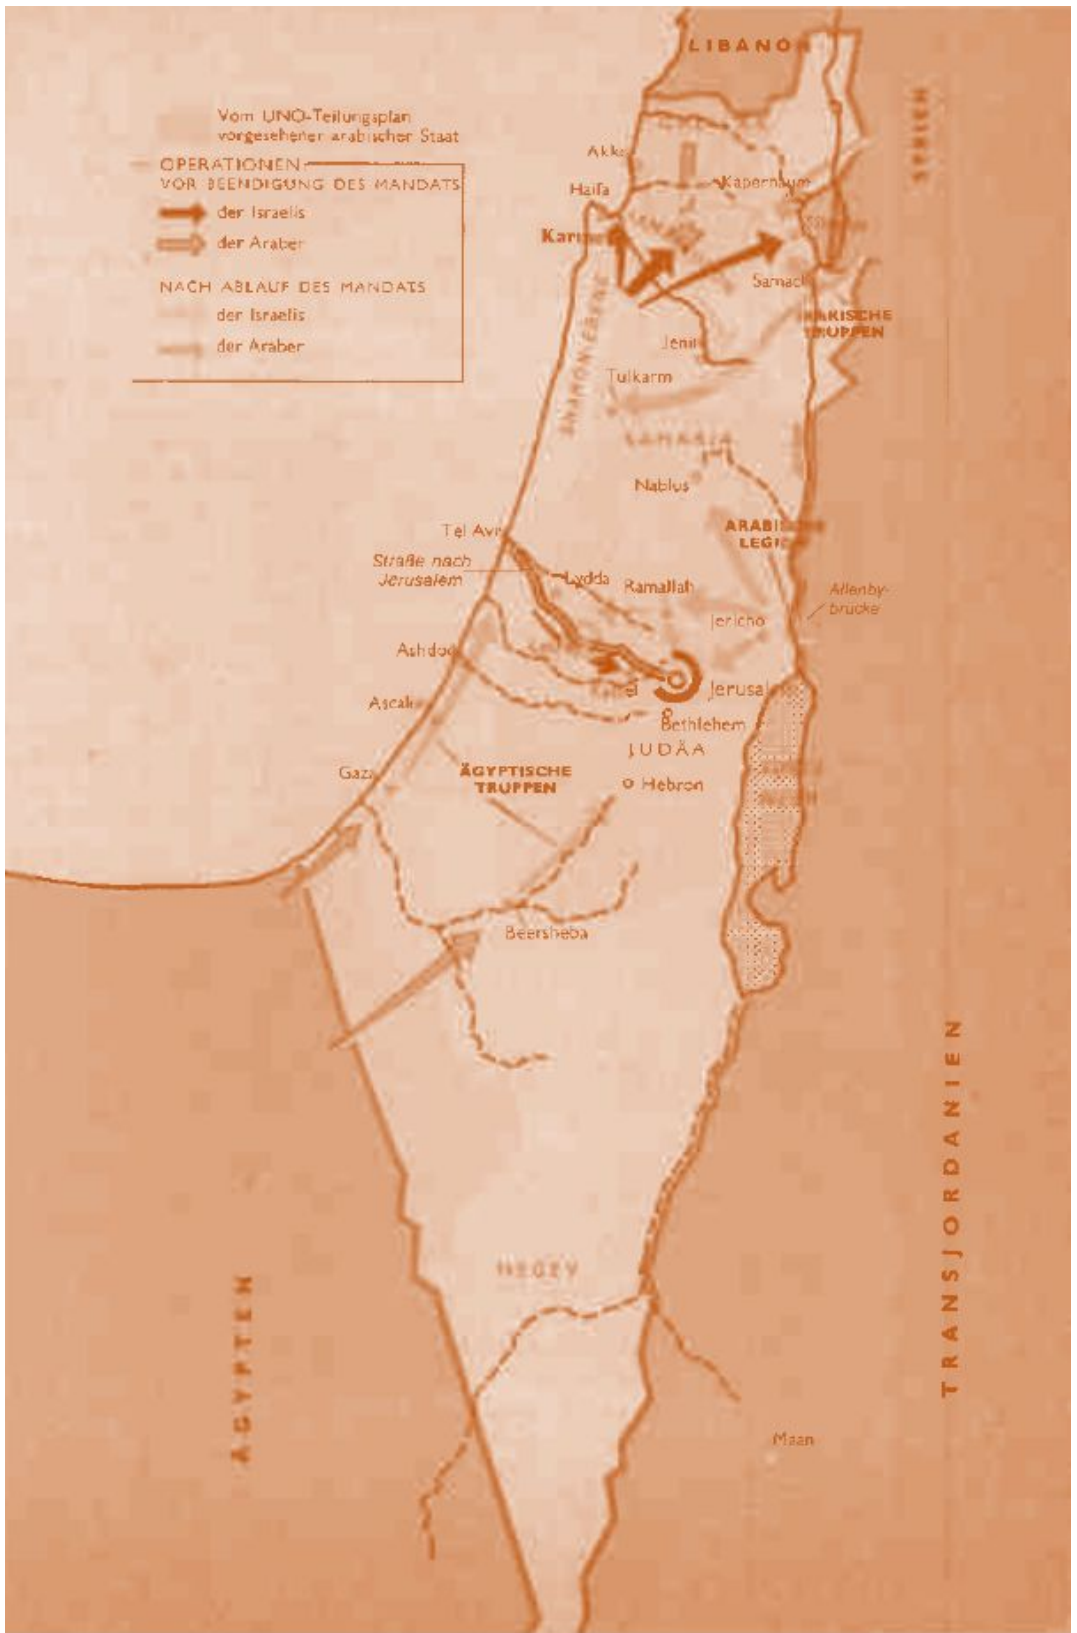 LIBANON
SYRIEN
Vom UNO-Teilungsplan
vorgesehener arabischer Staat
OPERATIONEN
VOR BEENDIGUNG DES MANDATS
der Israelis
der Araber
NACH ABLAUF DES MANDATS
der Israelis
der Araber
Akko
Kapernaum
Haifa
Samach
TRUPPEN
Jenin
Tulkarm
SAMARIA
Nablus
Tel Aviv
ARABISCHE
LEGION
Straße nach
Jerusalem
Lydda
Ramallah
Allenby-
brücke
Jericho
Ashdod
Jerusalem
Bethlehem
JUDÄA
Gaza
ÄGYPTISCHE
TRUPPEN
Hebron
Beersheba
TRANSJORDANIEN
NEGEV
ÄGYPTEN
Maan